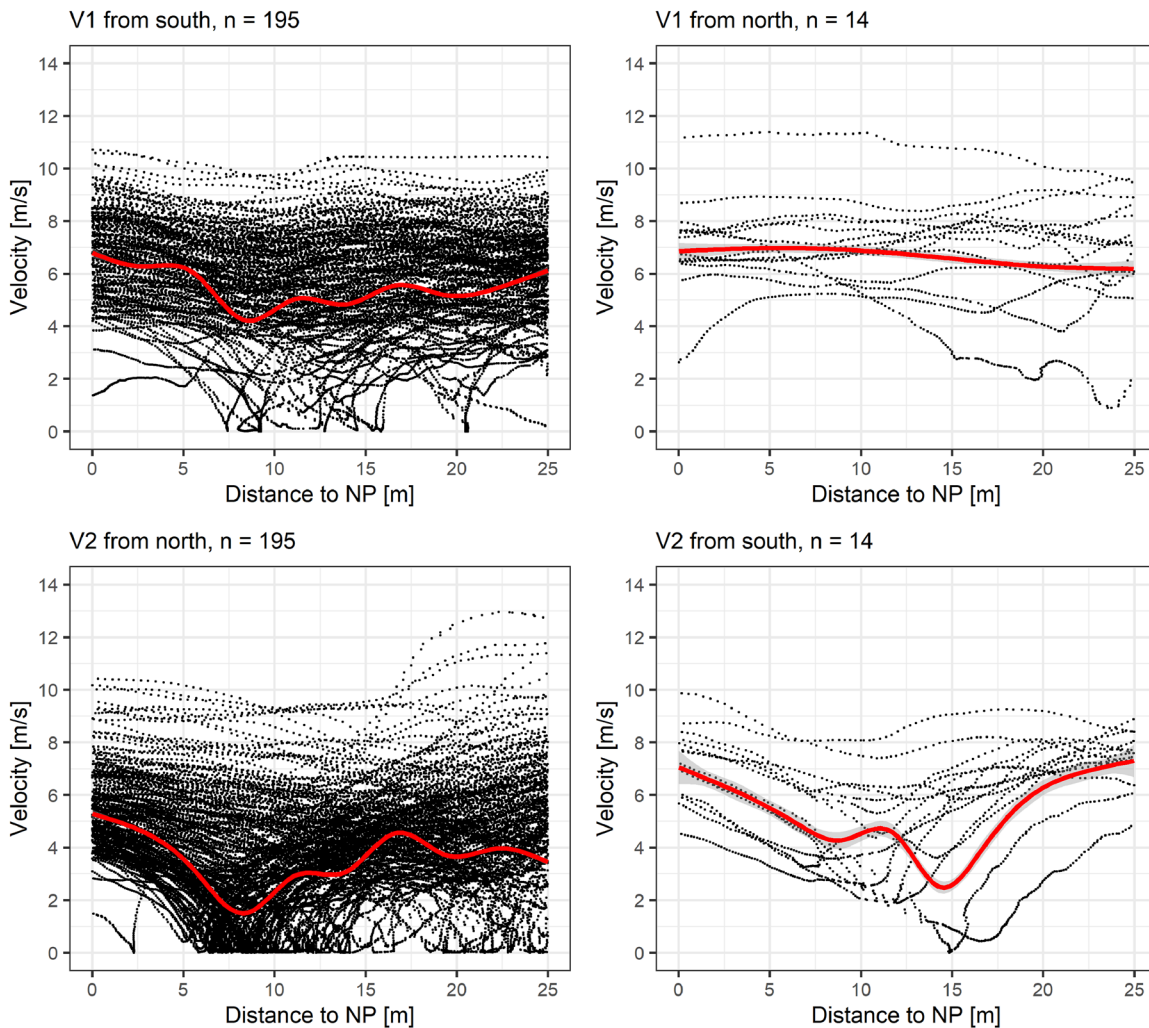 V1 from south, n = 195
14
12
10
8
6
4
2
0
Velocity [m/s]
0 5 10 15 20 25
Distance to NP [m]
V1 from north, n = 14
14
12
10
8
6
4
2
0
Velocity [m/s]
0 5 10 15 20 25
Distance to NP [m]
V2 from north, n = 195
14
12
10
8
6
4
2
0
Velocity [m/s]
0 5 10 15 20 25
Distance to NP [m]
V2 from south, n = 14
14
12
10
8
6
4
2
0
Velocity [m/s]
0 5 10 15 20 25
Distance to NP [m]